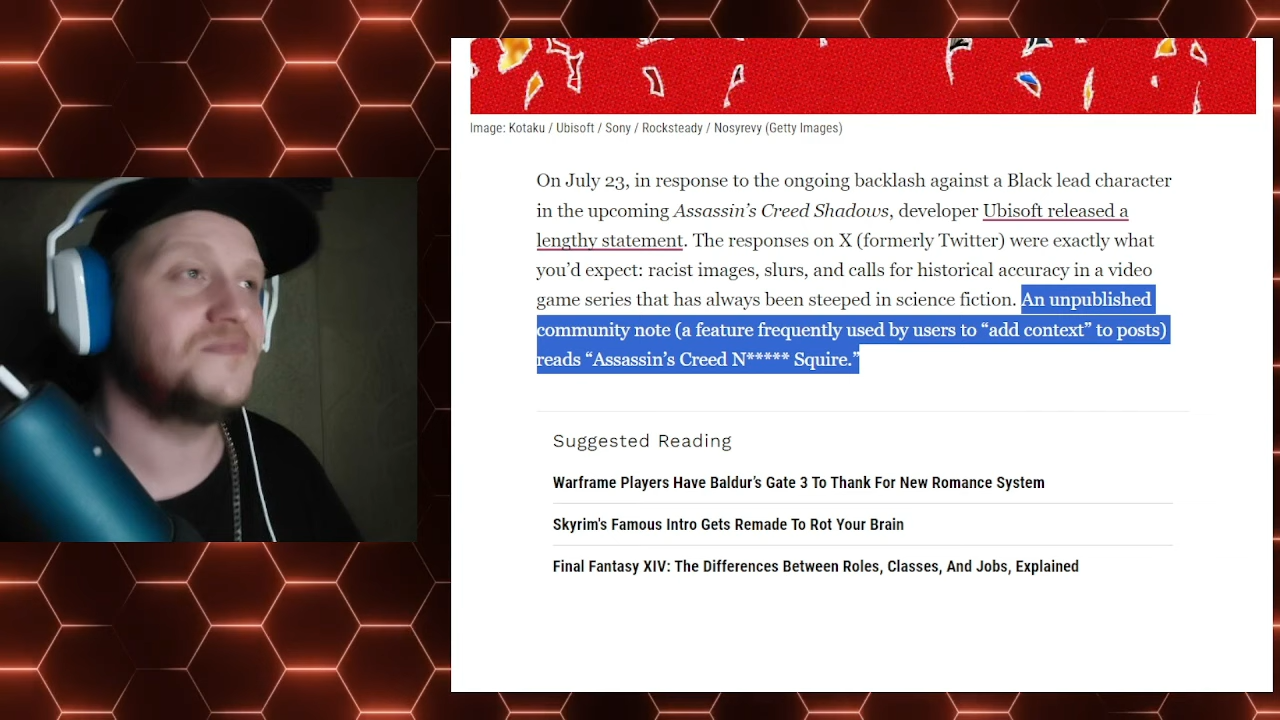 Image: Kotaku / Ubisoft / Sony / Rocksteady / Nosyrevy (Getty Images)
On July 23, in response to the ongoing backlash against a Black lead character
in the upcoming Assassin’s Creed Shadows, developer Ubisoft released a
lengthy statement. The responses on X (formerly Twitter) were exactly what
you’d expect: racist images, slurs, and calls for historical accuracy in a video
game series that has always been steeped in science fiction. An unpublished
community note (a feature frequently used by users to “add context” to posts)
reads “Assassin’s Creed N***** Squire.”
Suggested Reading
Warframe Players Have Baldur’s Gate 3 To Thank For New Romance System
Skyrim's Famous Intro Gets Remade To Rot Your Brain
Final Fantasy XIV: The Differences Between Roles, Classes, And Jobs, Explained